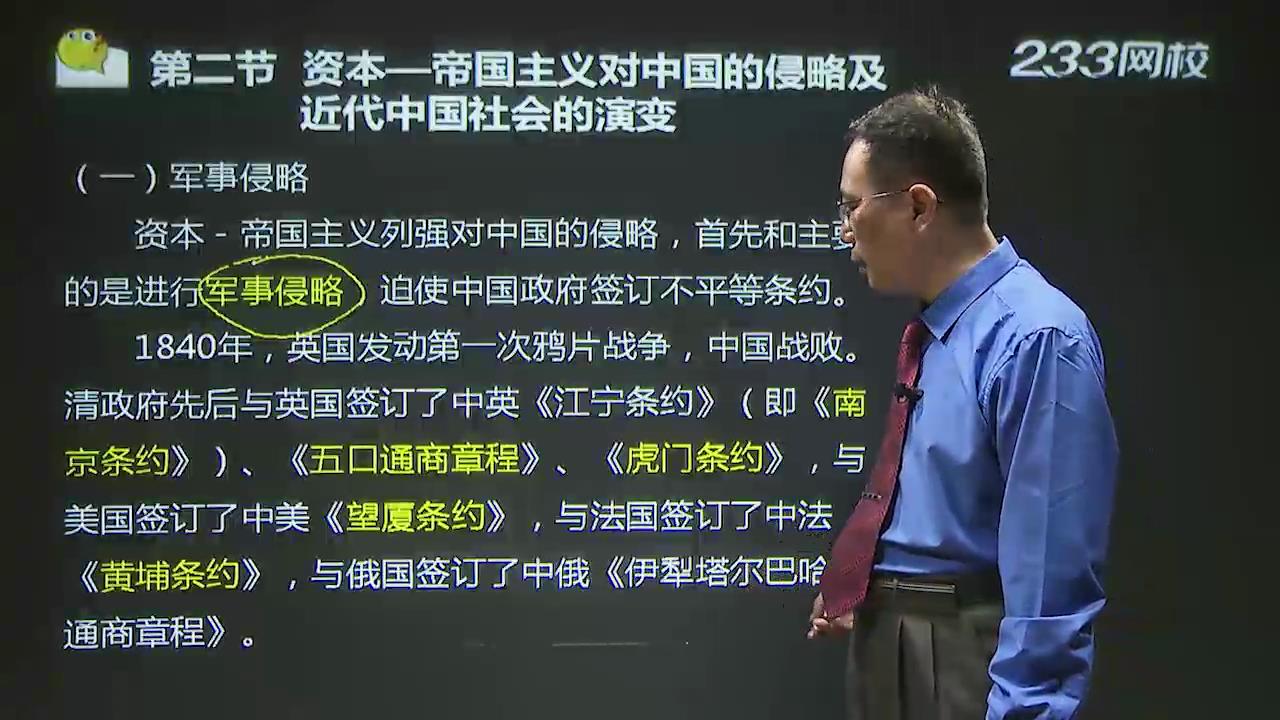 第二节 资本—帝国主义对中国的侵略及
近代中国社会的演变
233网校
（一）军事侵略
资本－帝国主义列强对中国的侵略，首先和主要
的是进行军事侵略 迫使中国政府签订不平等条约。
1840年，英国发动第一次鸦片战争，中国战败。
清政府先后与英国签订了中英《江宁条约》（即《南
京条约》）、《五口通商章程》、《虎门条约》，与
美国签订了中美《望厦条约》，与法国签订了中法
《黄埔条约》，与俄国签订了中俄《伊犁塔尔巴哈
通商章程》。